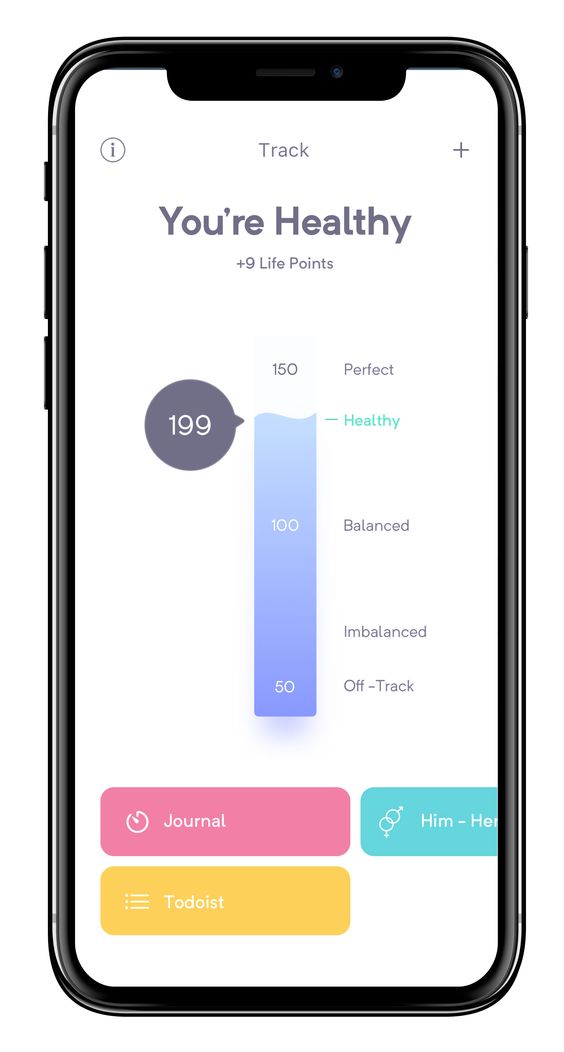 Track
You're Healthy
+9 Life Points
150 Perfect
199
Healthy
100 Balanced
Imbalanced
50 Off -Track
Journal
Him - Her
Todoist